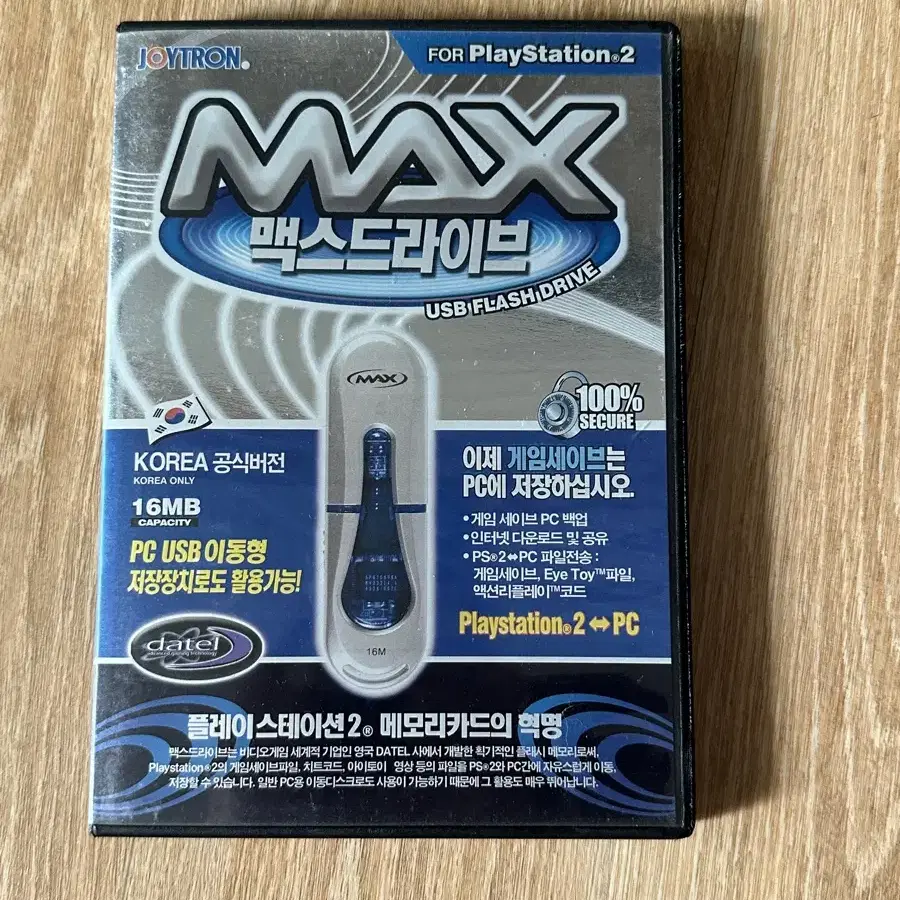 JOYTRON®
FOR PlayStation®2
MAX
맥스드라이브
USB FLASH DRIVE
MAX
100%
SECURE
KOREA 공식버전
KOREA ONLY
16MB
CAPACITY
PC USB 이동형
저장장치로도 활용가능!
이제 게임세이브는
PC에 저장하십시오.
•게임 세이브 PC 백업
•인터넷 다운로드 및 공유
•PS®2⇔PC 파일전송 :
게임세이브, Eye Toy™파일,
액션리플레이™코드
Playstation®2⇔PC
datel
advanced gaming technology
16M
플레이스테이션2® 메모리카드의 혁명
맥스드라이브는 비디오게임 세계적 기업인 영국 DATEL 사에서 개발한 획기적인 플래시 메모리로써,
Playstation®2의 게임세이브파일, 치트코드, 아이토이 영상 등의 파일을 PS®2와 PC간에 자유스럽게 이동,
저장할 수 있습니다. 일반 PC용 이동디스크로도 사용이 가능하기 때문에 그 활용도 매우 뛰어납니다.